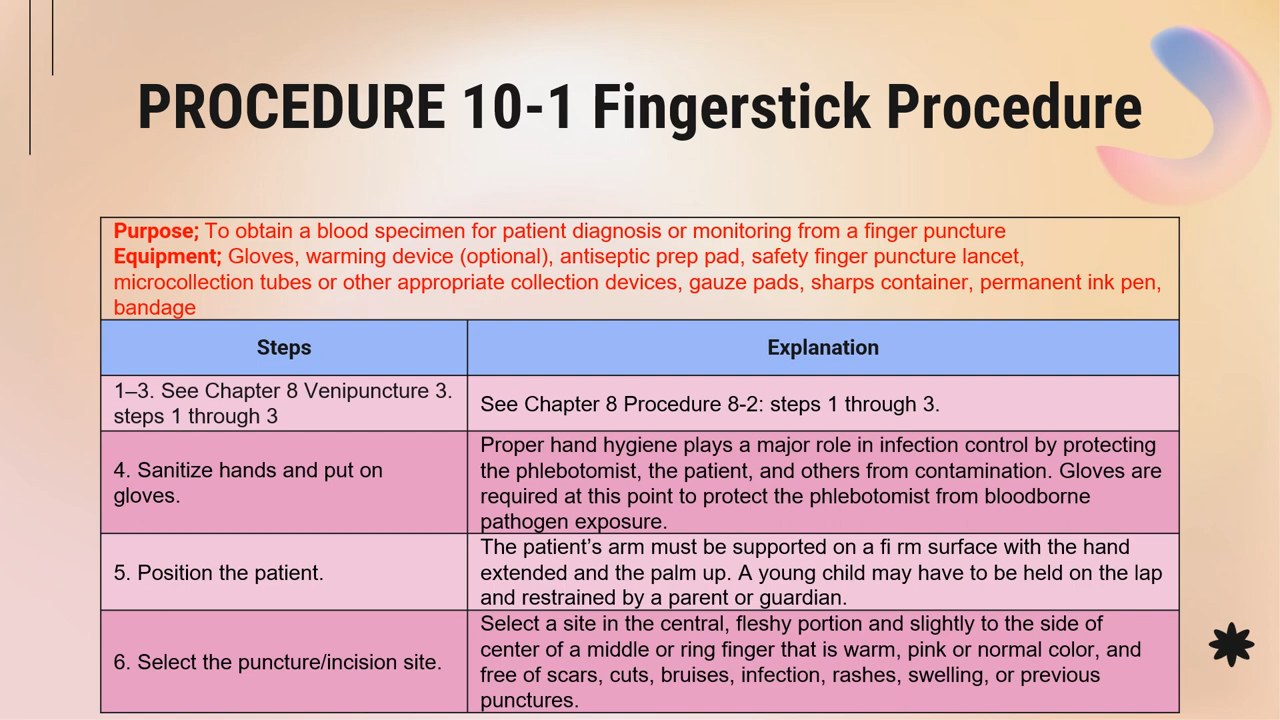 PROCEDURE 10-1 Fingerstick Procedure
Purpose; To obtain a blood specimen for patient diagnosis or monitoring from a finger puncture
Equipment; Gloves, warming device (optional), antiseptic prep pad, safety finger puncture lancet,
microcollection tubes or other appropriate collection devices, gauze pads, sharps container, permanent ink pen,
bandage
Steps
Explanation
1–3. See Chapter 8 Venipuncture 3.
steps 1 through 3
See Chapter 8 Procedure 8-2: steps 1 through 3.
4. Sanitize hands and put on
gloves.
Proper hand hygiene plays a major role in infection control by protecting
the phlebotomist, the patient, and others from contamination. Gloves are
required at this point to protect the phlebotomist from bloodborne
pathogen exposure.
5. Position the patient.
The patient’s arm must be supported on a fi rm surface with the hand
extended and the palm up. A young child may have to be held on the lap
and restrained by a parent or guardian.
6. Select the puncture/incision site.
Select a site in the central, fleshy portion and slightly to the side of
center of a middle or ring finger that is warm, pink or normal color, and
free of scars, cuts, bruises, infection, rashes, swelling, or previous
punctures.